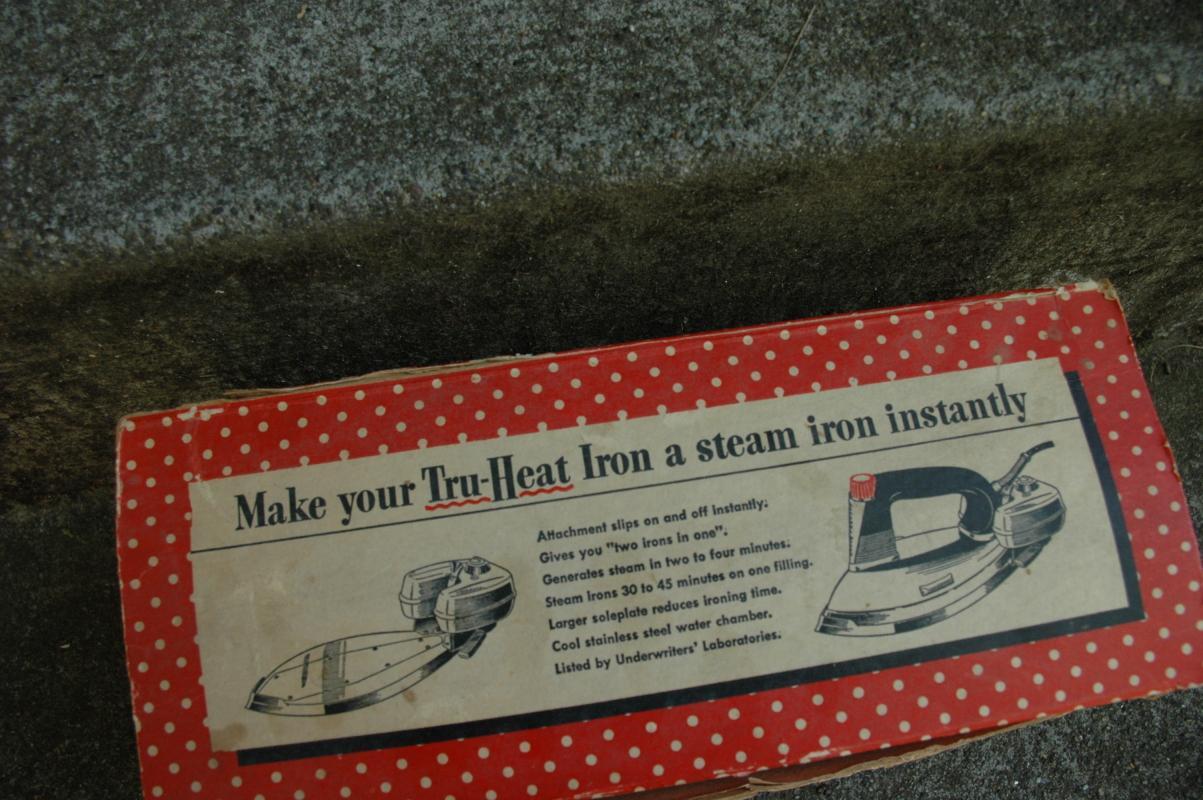 Make your Tru-Heat Iron a steam iron instantly
Attachment slips on and off instantly.
Gives you "two irons in one".
Generates steam in two to four minutes.
Steam irons 30 to 45 minutes on one filling.
Larger soleplate reduces ironing time.
Cool stainless steel water chamber.
Listed by Underwriters' Laboratories.